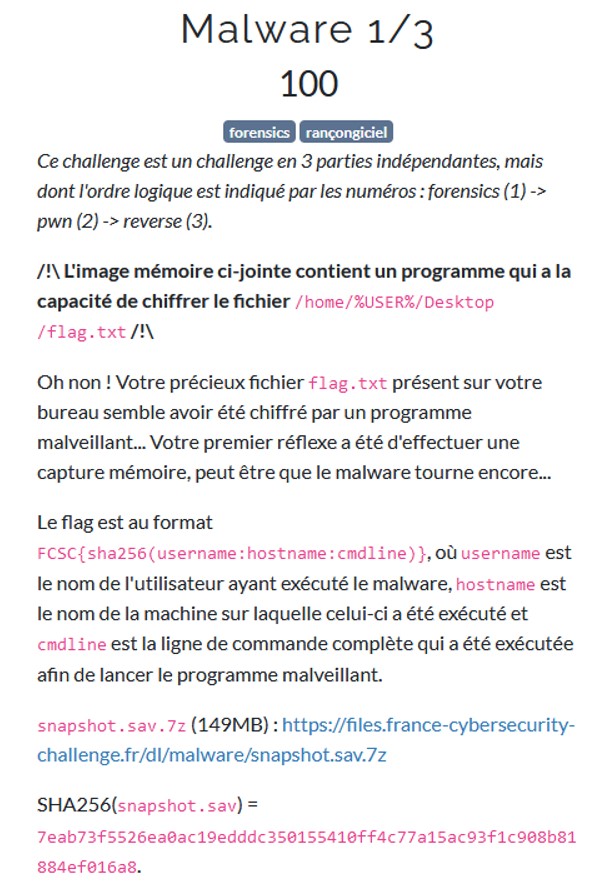 Malware 1/3
100
forensics rançongiciel
Ce challenge est un challenge en 3 parties indépendantes, mais
dont l'ordre logique est indiqué par les numéros : forensics (1) ->
pwn (2) -> reverse (3).
/!\ L'image mémoire ci-jointe contient un programme qui a la
capacité de chiffrer le fichier /home/%USER%/Desktop
/flag.txt /!\
Oh non ! Votre précieux fichier flag.txt présent sur votre
bureau semble avoir été chiffré par un programme
malveillant... Votre premier réflexe a été d'effectuer une
capture mémoire, peut être que le malware tourne encore...
Le flag est au format
FCSC{sha256(username:hostname:cmdline)}, où username est
le nom de l'utilisateur ayant exécuté le malware, hostname est
le nom de la machine sur laquelle celui-ci a été exécuté et
cmdline est la ligne de commande complète qui a été exécutée
afin de lancer le programme malveillant.
snapshot.sav.7z (149MB) : https://files.france-cybersecurity-
challenge.fr/dl/malware/snapshot.sav.7z
SHA256(snapshot.sav) =
7eab73f5526ea0ac19edddc350155410ff4c77a15ac93f1c908b81
884ef016a8.